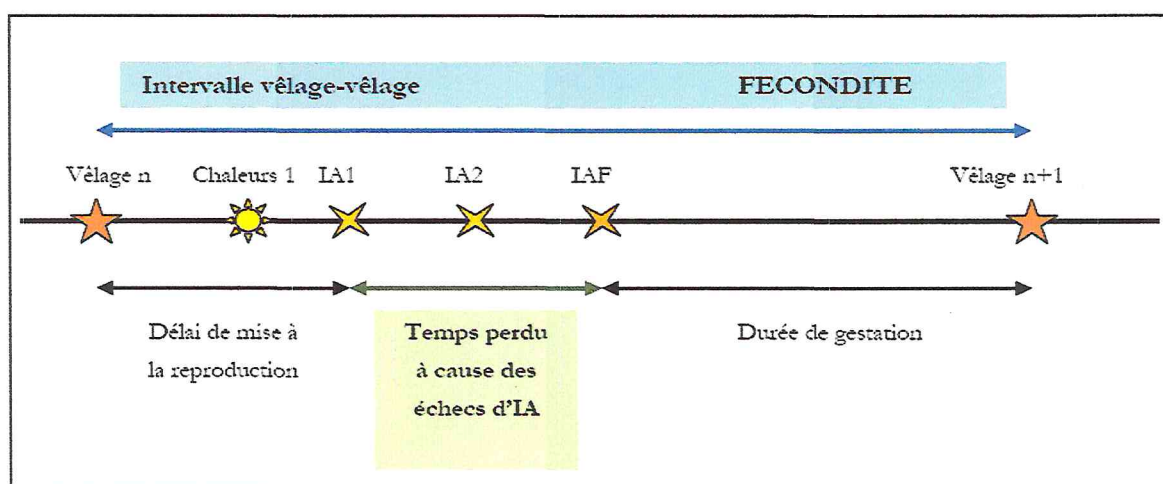 Intervalle vêlage-vêlage FECONDITE
Vêlage n Chaleurs 1 IA1 IA2 IAF Vêlage n+1
Délai de mise à
la reproduction
Temps perdu
à cause des
échecs d'IA
Durée de gestation